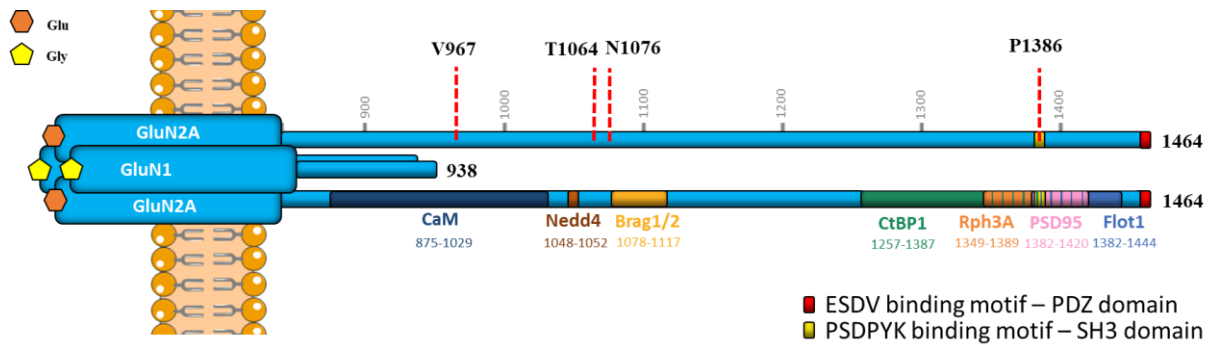 Glu
Gly
V967
T1064
N1076
P1386
900
1000
1100
1200
1300
1400
GluN2A
1464
GluN1
938
GluN2A
1464
CaM
875-1029
Nedd4
1048-1052
Brag1/2
1078-1117
CtBP1
1257-1387
Rph3A
1349-1389
PSD95
1382-1420
Flot1
1382-1444
ESDV binding motif – PDZ domain
PSDPYK binding motif – SH3 domain